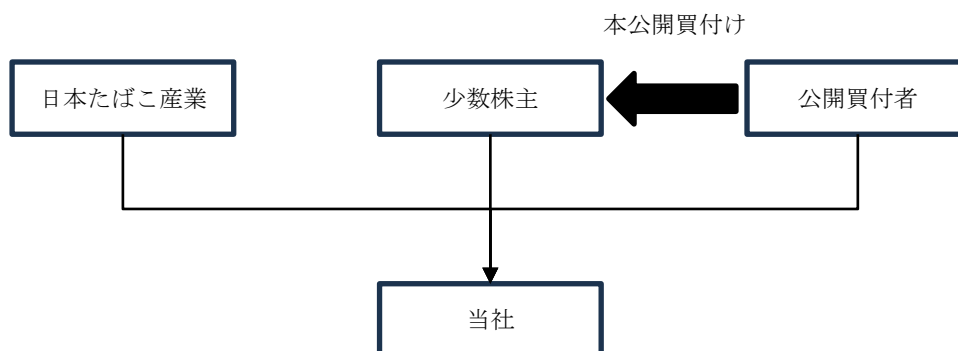 本公開買付け
日本たばこ産業
少数株主
公開買付者
当社